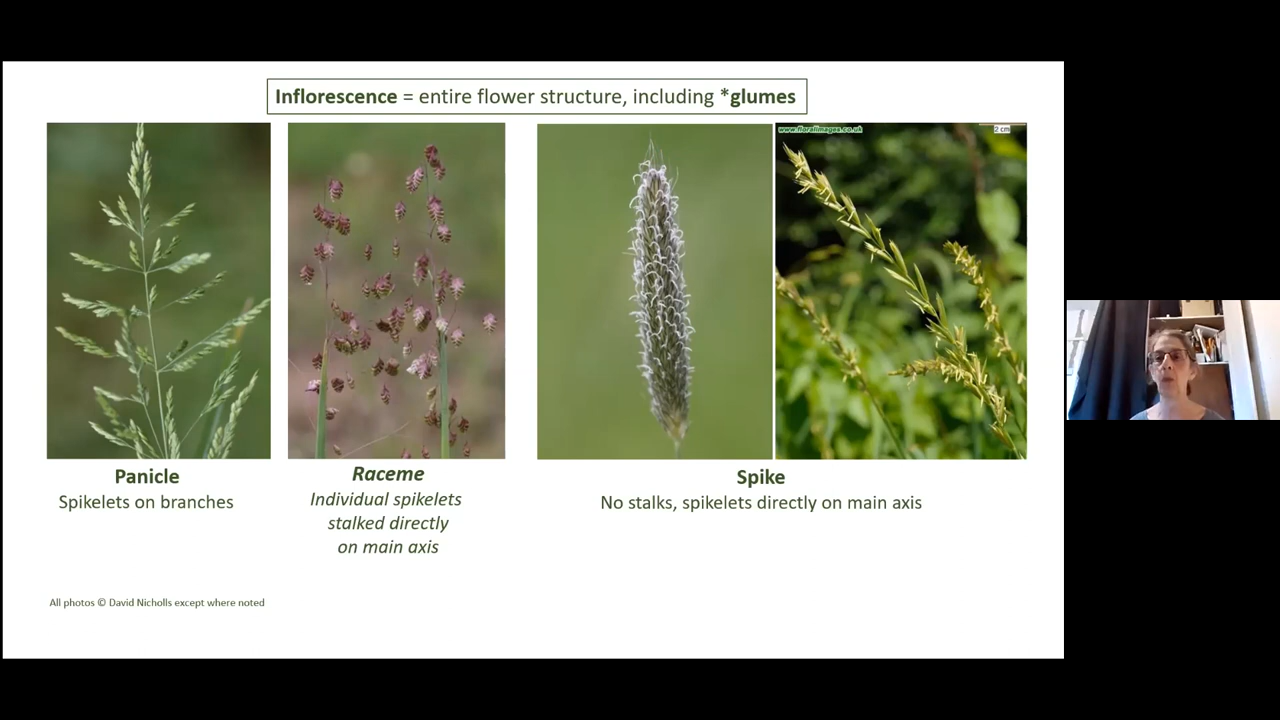 Inflorescence = entire flower structure, including *glumes
www.floralimages.co.uk
2 cm
Panicle
Spikelets on branches
Raceme
Individual spikelets
stalked directly
on main axis
Spike
No stalks, spikelets directly on main axis
All photos © David Nicholls except where noted